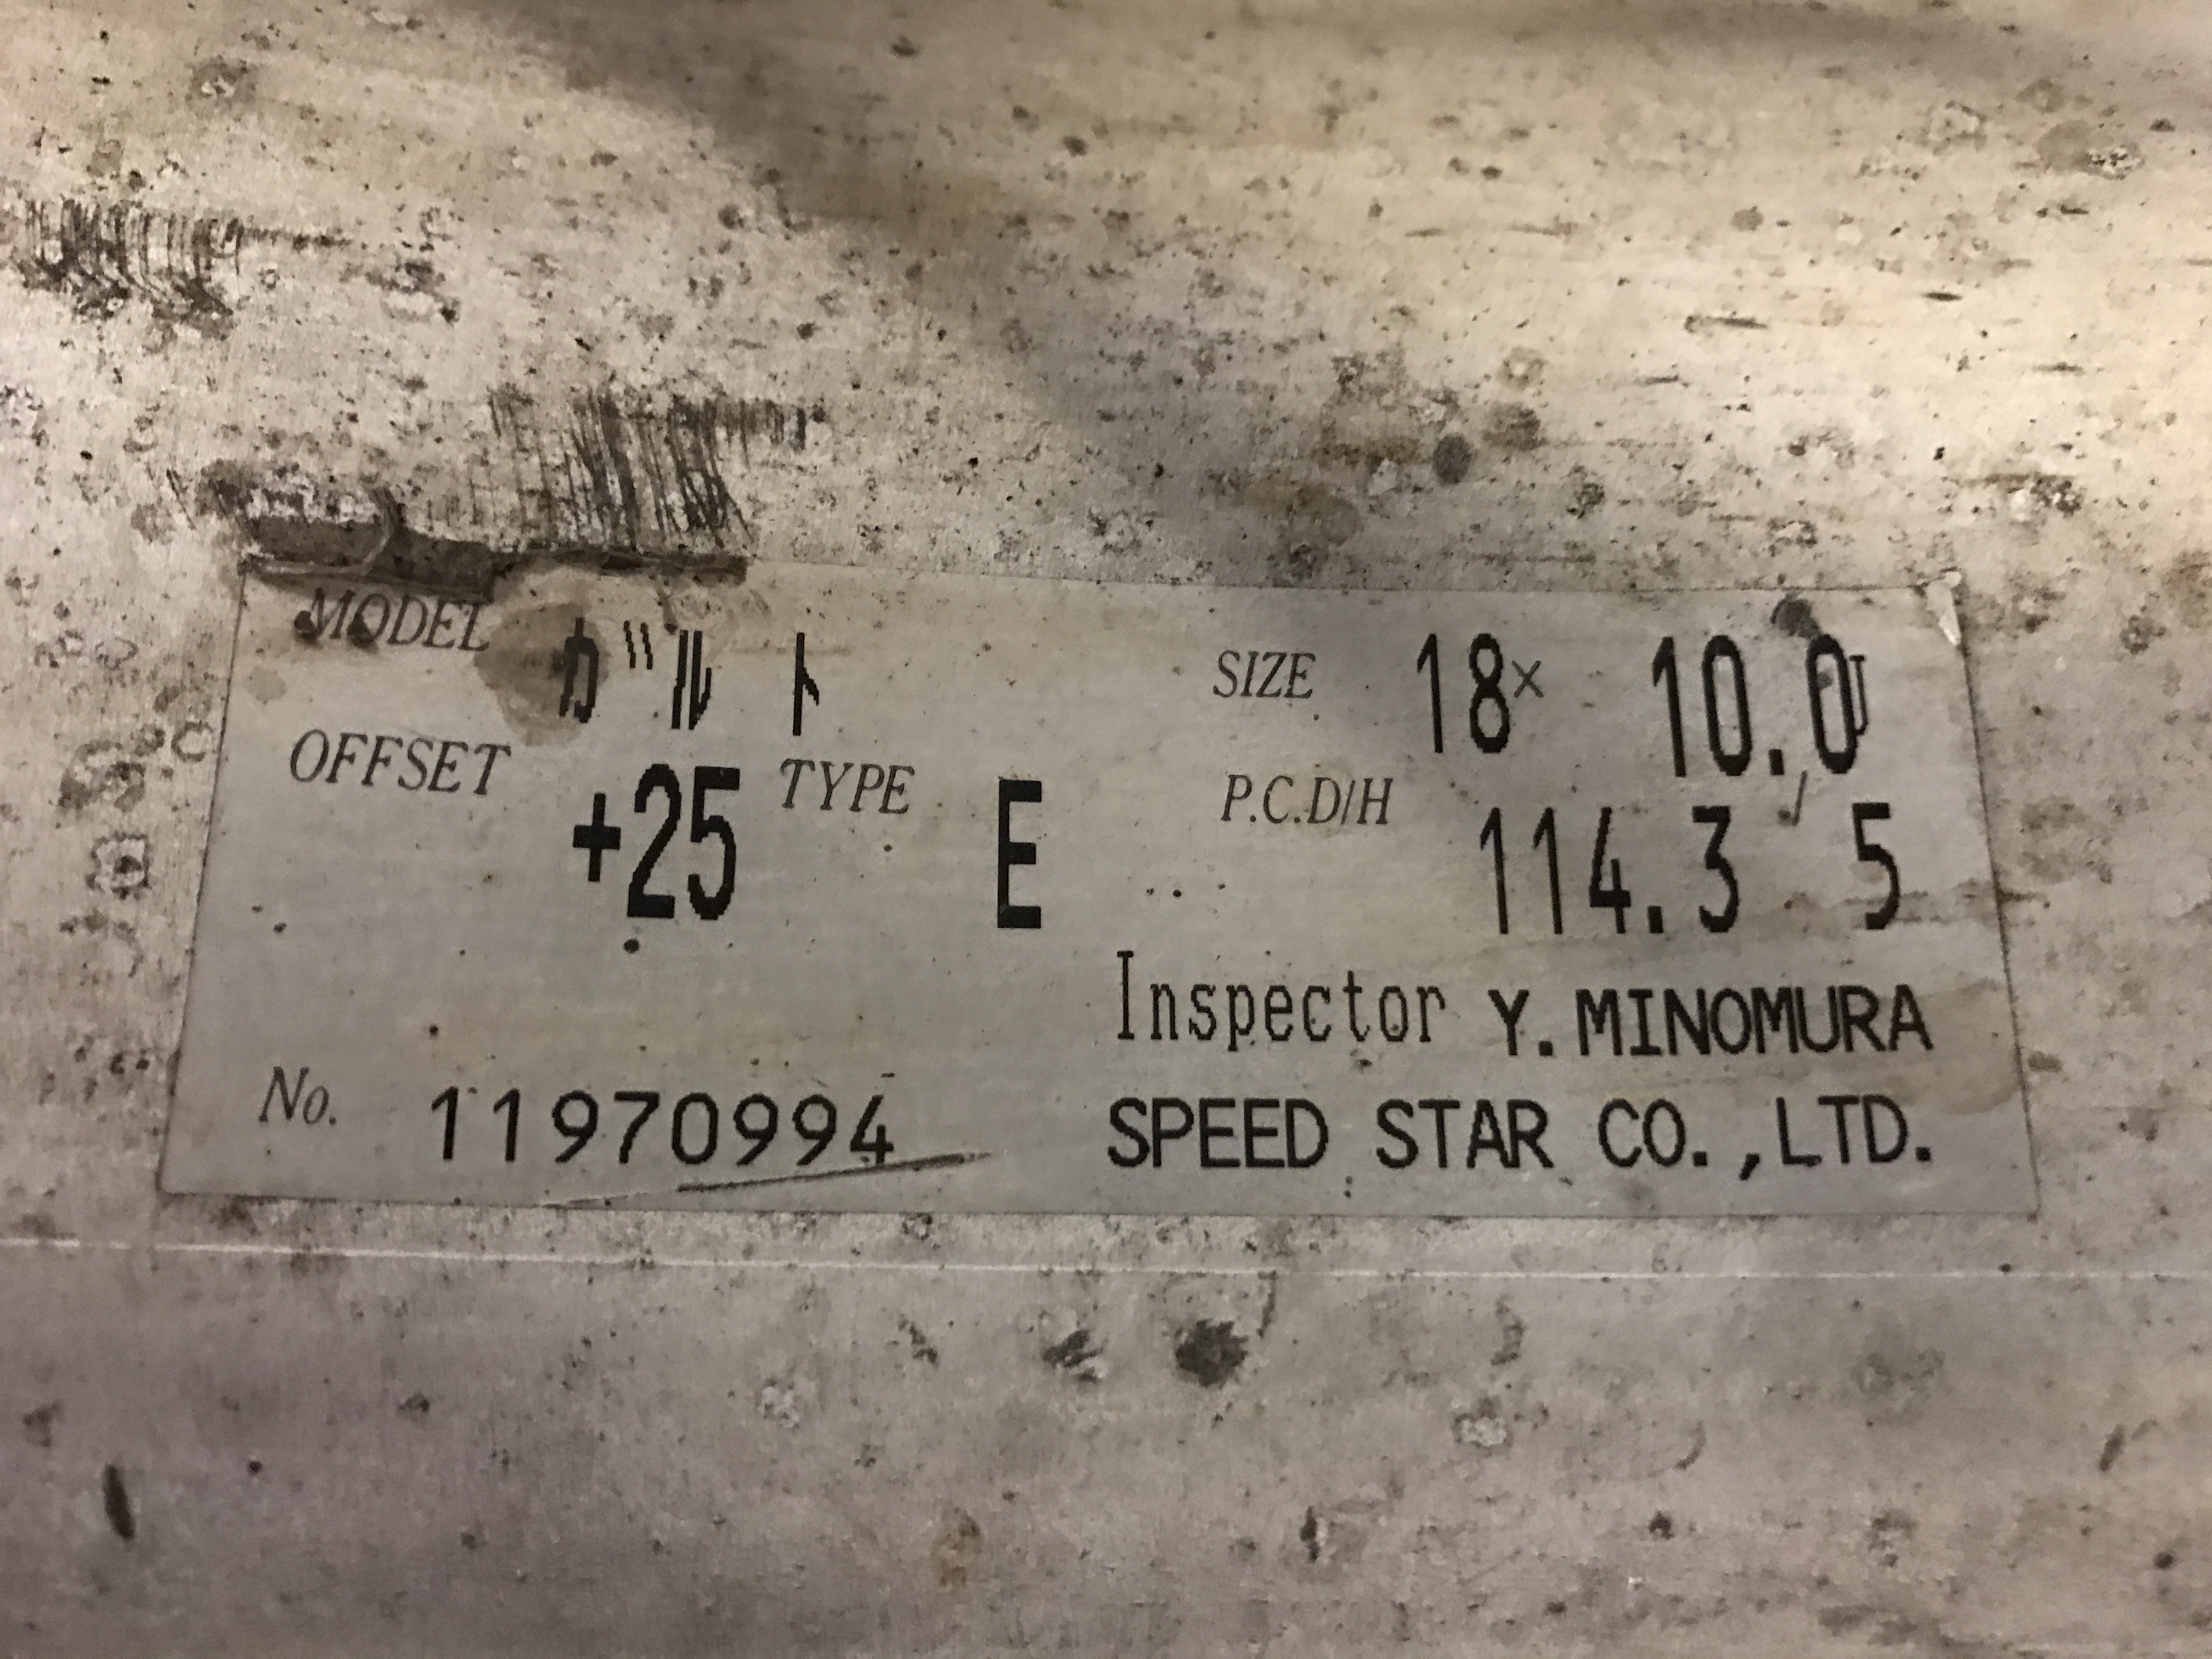 MODEL ガルト SIZE 18× 10.0J
OFFSET +25 TYPE E P.C.D/H 114.3 / 5
Inspector Y. MINOMURA
No. 11970994 SPEED STAR CO.,LTD.